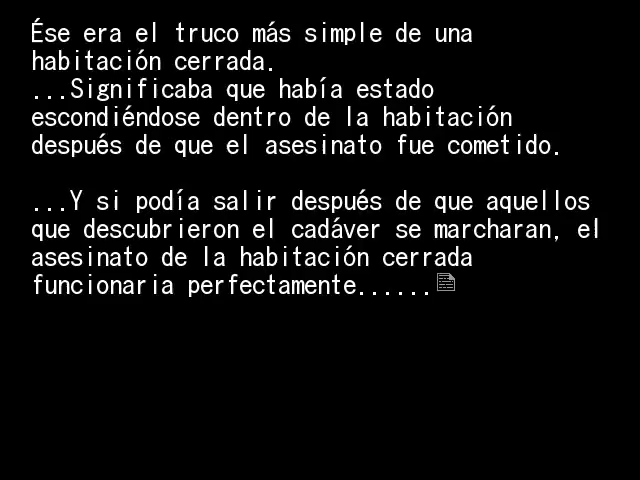 Ése era el truco más simple de una
habitación cerrada.
...Significaba que había estado
escondiéndose dentro de la habitación
después de que el asesinato fue cometido.
...Y si podía salir después de que aquellos
que descubrieron el cadáver se marcharan, el
asesinato de la habitación cerrada
funcionaria perfectamente......